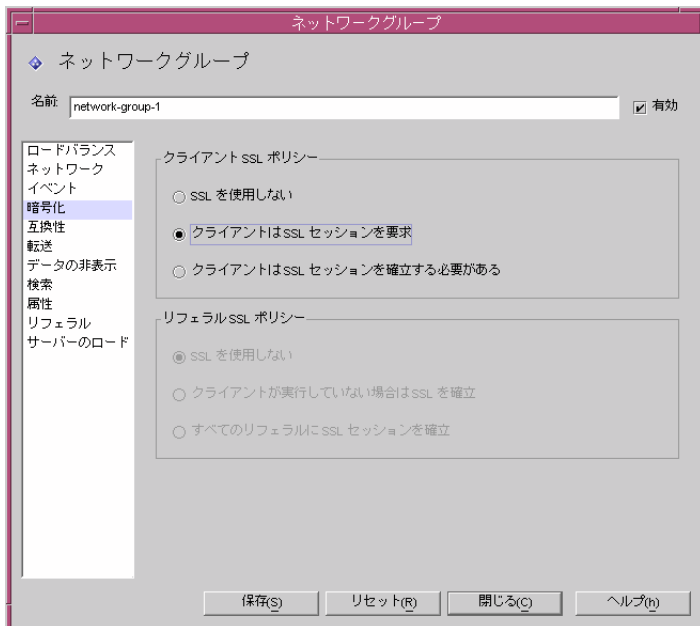 ネットワークグループ
ネットワークグループ
名前: network-group-1 有効
ロードバランス
ネットワーク
イベント
暗号化
互換性
転送
データの非表示
検索
属性
リフェラル
サーバーのロード
クライアント SSL ポリシー
SSL を使用しない
クライアントは SSL セッションを要求
クライアントは SSL セッションを確立する必要がある
リフェラル SSL ポリシー
SSL を使用しない
クライアントが実行していない場合は SSL を確立
すべてのリフェラルに SSL セッションを確立
保存(S) リセット(R) 閉じる(C) ヘルプ(h)